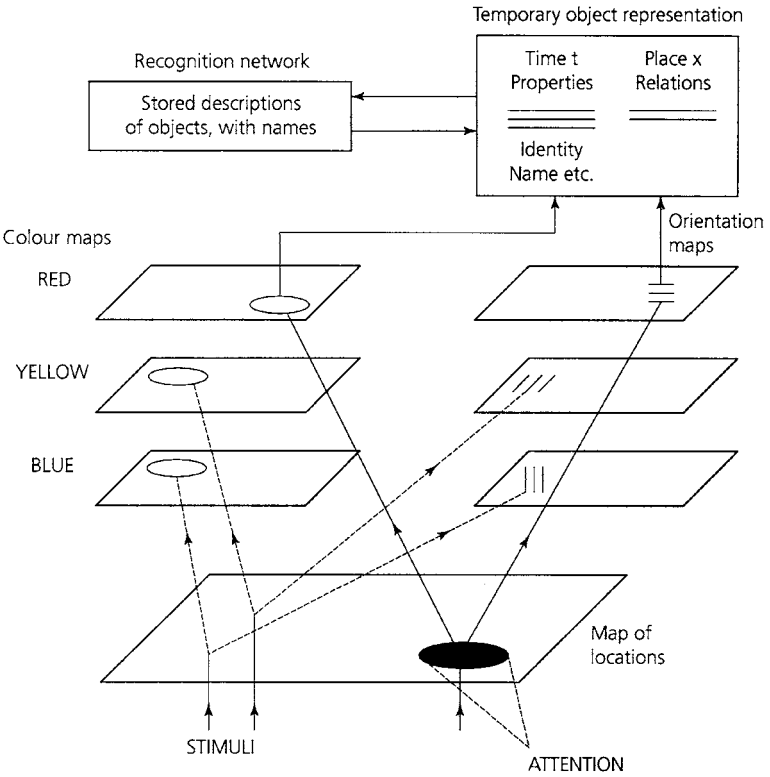 Temporary object representation
Recognition network
Stored descriptions
of objects, with names
Time t
Properties
Place x
Relations
Identity
Name etc.
Colour maps
Orientation
maps
RED
YELLOW
BLUE
Map of
locations
STIMULI
ATTENTION